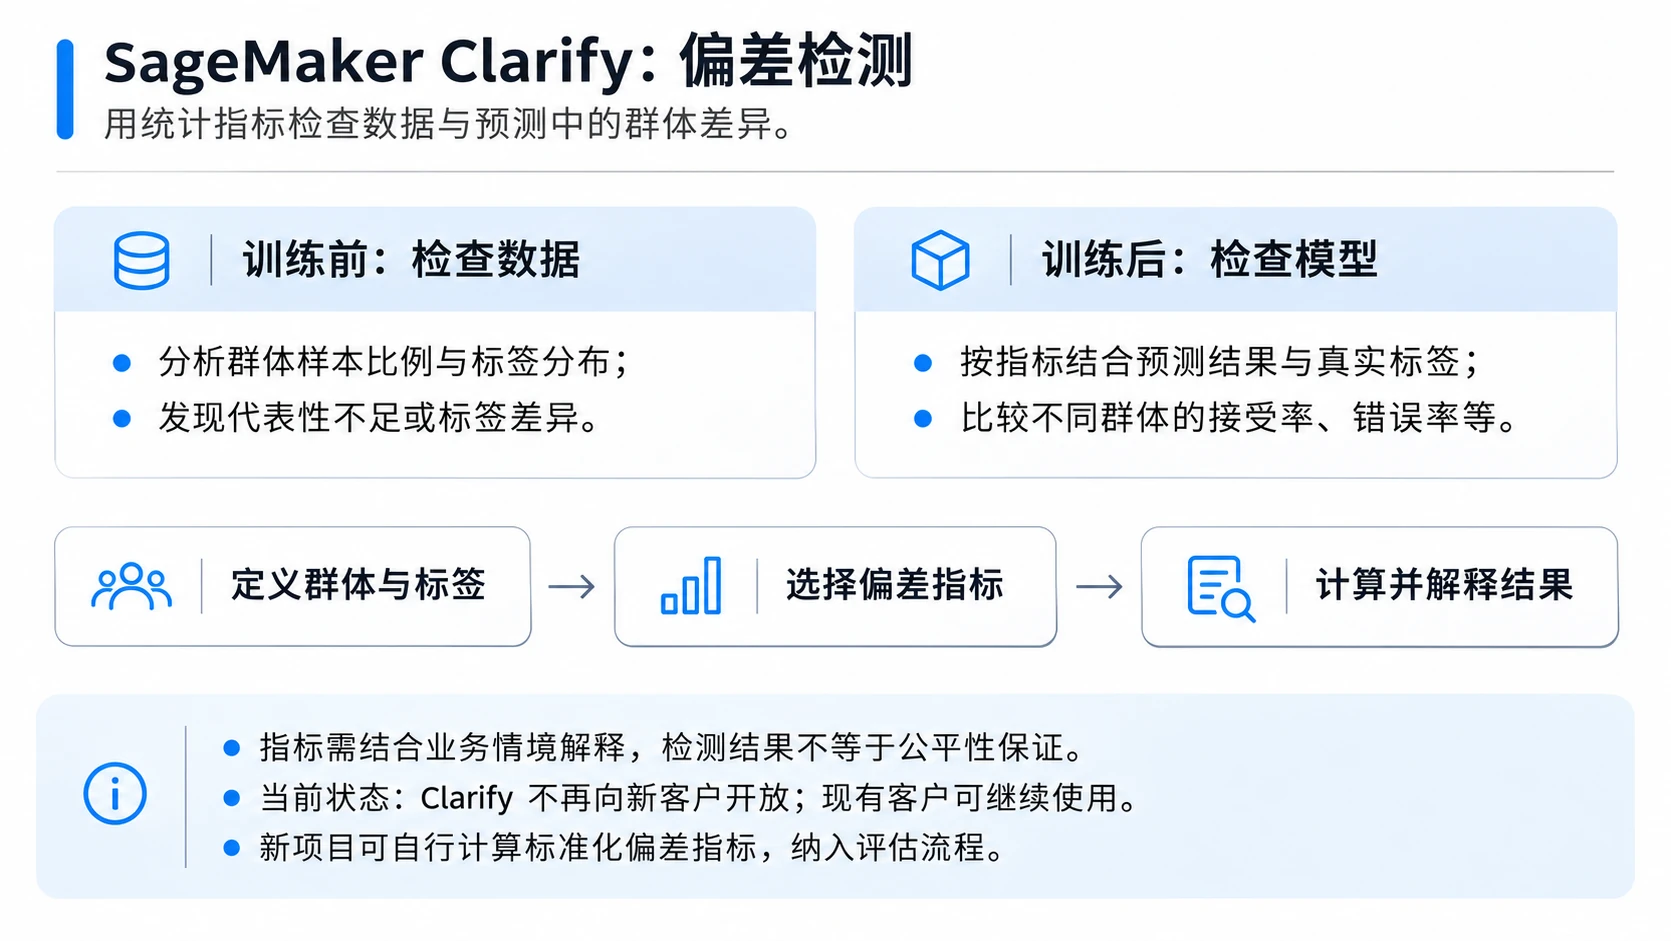 SageMaker Clarify：偏差检测
用统计指标检查数据与预测中的群体差异。
训练前：检查数据
分析群体样本比例与标签分布；
发现代表性不足或标签差异。
训练后：检查模型
按指标结合预测结果与真实标签；
比较不同群体的接受率、错误率等。
定义群体与标签
选择偏差指标
计算并解释结果
指标需结合业务情境解释，检测结果不等于公平性保证。
当前状态：Clarify 不再向新客户开放；现有客户可继续使用。
新项目可自行计算标准化偏差指标，纳入评估流程。